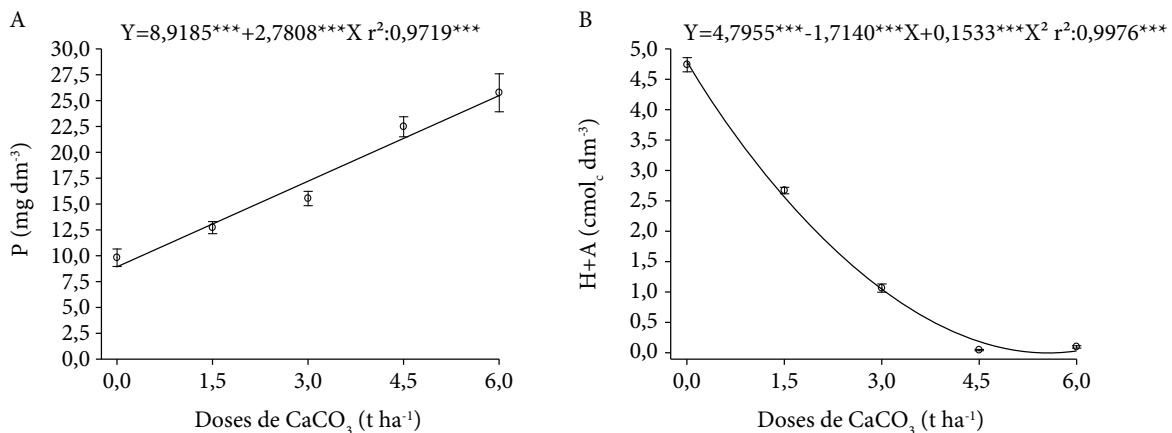 A
Y=8,9185***+2,7808***X r²:0,9719***
30,0
27,5
25,0
22,5
20,0
17,5
15,0
12,5
10,0
7,5
5,0
2,5
0,0
P (mg dm⁻³)
0,0 1,5 3,0 4,5 6,0
Doses de CaCO₃ (t ha⁻¹)
B
Y=4,7955***-1,7140***X+0,1533***X² r²:0,9976***
5,0
4,5
4,0
3,5
3,0
2,5
2,0
1,5
1,0
0,5
0,0
H+A (cmol_c dm⁻³)
0,0 1,5 3,0 4,5 6,0
Doses de CaCO₃ (t ha⁻¹)